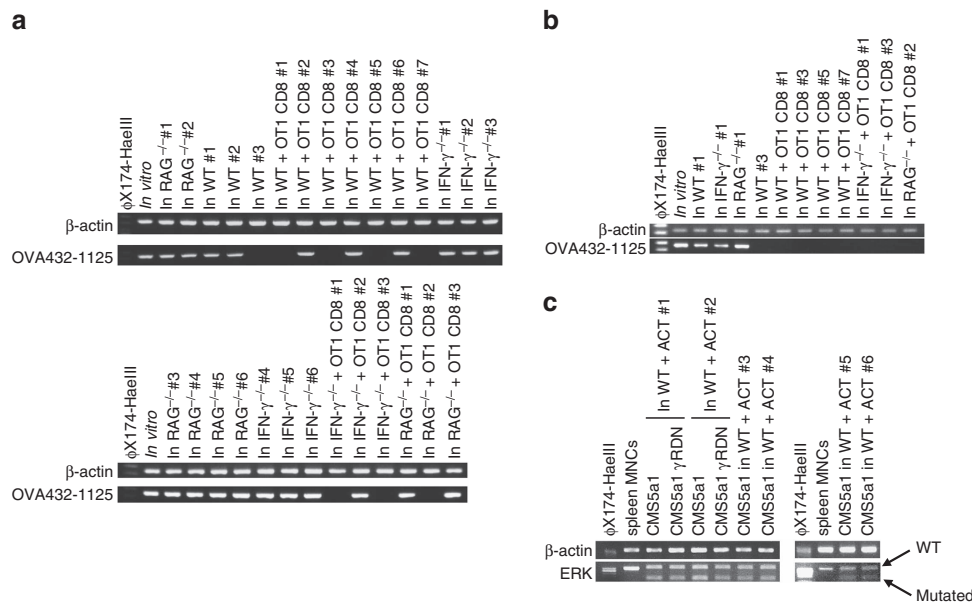 a
φX174-HaeIII
In vitro
In RAG⁻/⁻#1
In RAG⁻/⁻#2
In WT #1
In WT #2
In WT #3
In WT + OT1 CD8 #1
In WT + OT1 CD8 #2
In WT + OT1 CD8 #3
In WT + OT1 CD8 #4
In WT + OT1 CD8 #5
In WT + OT1 CD8 #6
In WT + OT1 CD8 #7
In IFN-γ⁻/⁻#1
In IFN-γ⁻/⁻#2
In IFN-γ⁻/⁻#3
β-actin
OVA432-1125
φX174-HaeIII
In vitro
In RAG⁻/⁻#3
In RAG⁻/⁻#4
In RAG⁻/⁻#5
In RAG⁻/⁻#6
In IFN-γ⁻/⁻#4
In IFN-γ⁻/⁻#5
In IFN-γ⁻/⁻#6
In IFN-γ⁻/⁻ + OT1 CD8 #1
In IFN-γ⁻/⁻ + OT1 CD8 #2
In IFN-γ⁻/⁻ + OT1 CD8 #3
In RAG⁻/⁻ + OT1 CD8 #1
In RAG⁻/⁻ + OT1 CD8 #2
In RAG⁻/⁻ + OT1 CD8 #3
β-actin
OVA432-1125
b
φX174-HaeIII
In vitro
In WT #1
In IFN-γ⁻/⁻ #1
In RAG⁻/⁻#1
In WT #3
In WT + OT1 CD8 #1
In WT + OT1 CD8 #3
In WT + OT1 CD8 #5
In WT + OT1 CD8 #7
In IFN-γ⁻/⁻ + OT1 CD8 #1
In IFN-γ⁻/⁻ + OT1 CD8 #3
In RAG⁻/⁻ + OT1 CD8 #2
β-actin
OVA432-1125
c
In WT + ACT #1
In WT + ACT #2
φX174-HaeIII
spleen MNCs
CMS5a1
CMS5a1 γRDN
CMS5a1
CMS5a1 γRDN
CMS5a1 in WT + ACT #3
CMS5a1 in WT + ACT #4
φX174-HaeIII
spleen MNCs
CMS5a1 in WT + ACT #5
CMS5a1 in WT + ACT #6
β-actin
ERK
WT
Mutated